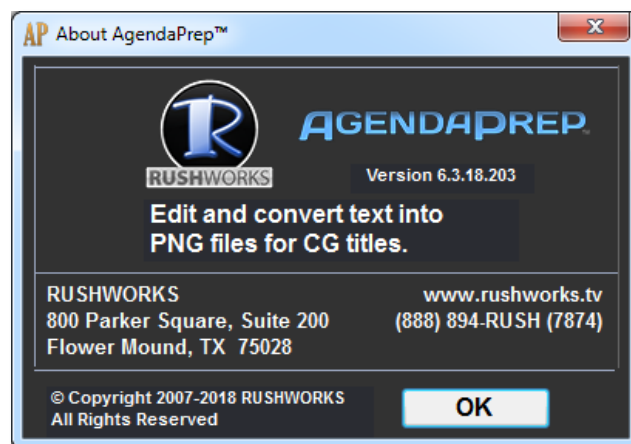 AP About AgendaPrep™
R
RUSHWORKS
AGENDAPREP™
Version 6.3.18.203
Edit and convert text into
PNG files for CG titles.
RUSHWORKS
800 Parker Square, Suite 200
Flower Mound, TX 75028
www.rushworks.tv
(888) 894-RUSH (7874)
© Copyright 2007-2018 RUSHWORKS
All Rights Reserved
OK